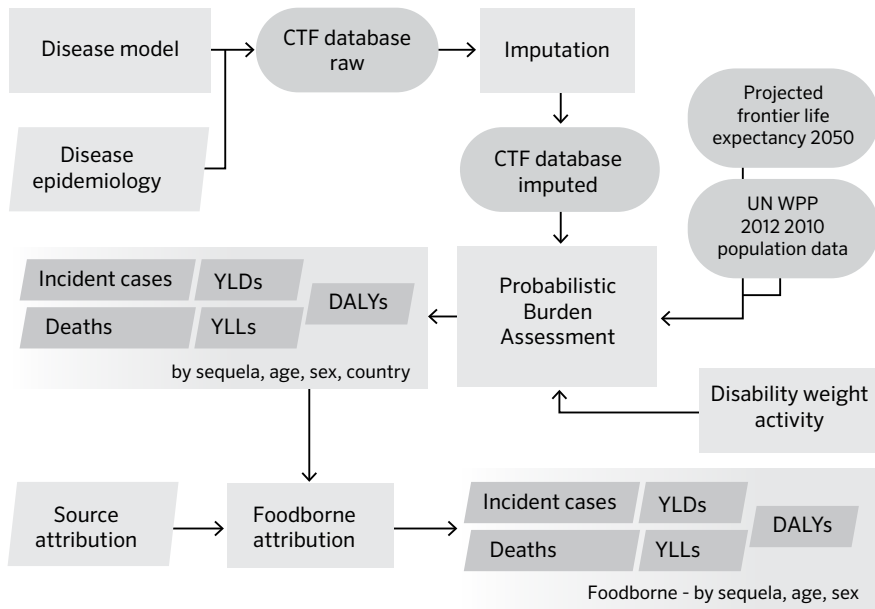 Disease model
CTF database
raw
Imputation
Projected
frontier life
expectancy 2050
Disease
epidemiology
CTF database
imputed
UN WPP
2012 2010
population data
Incident cases
YLDs
DALYs
Deaths
YLLs
by sequela, age, sex, country
Probabilistic
Burden
Assessment
Disability weight
activity
Source
attribution
Foodborne
attribution
Incident cases
YLDs
DALYs
Deaths
YLLs
Foodborne - by sequela, age, sex